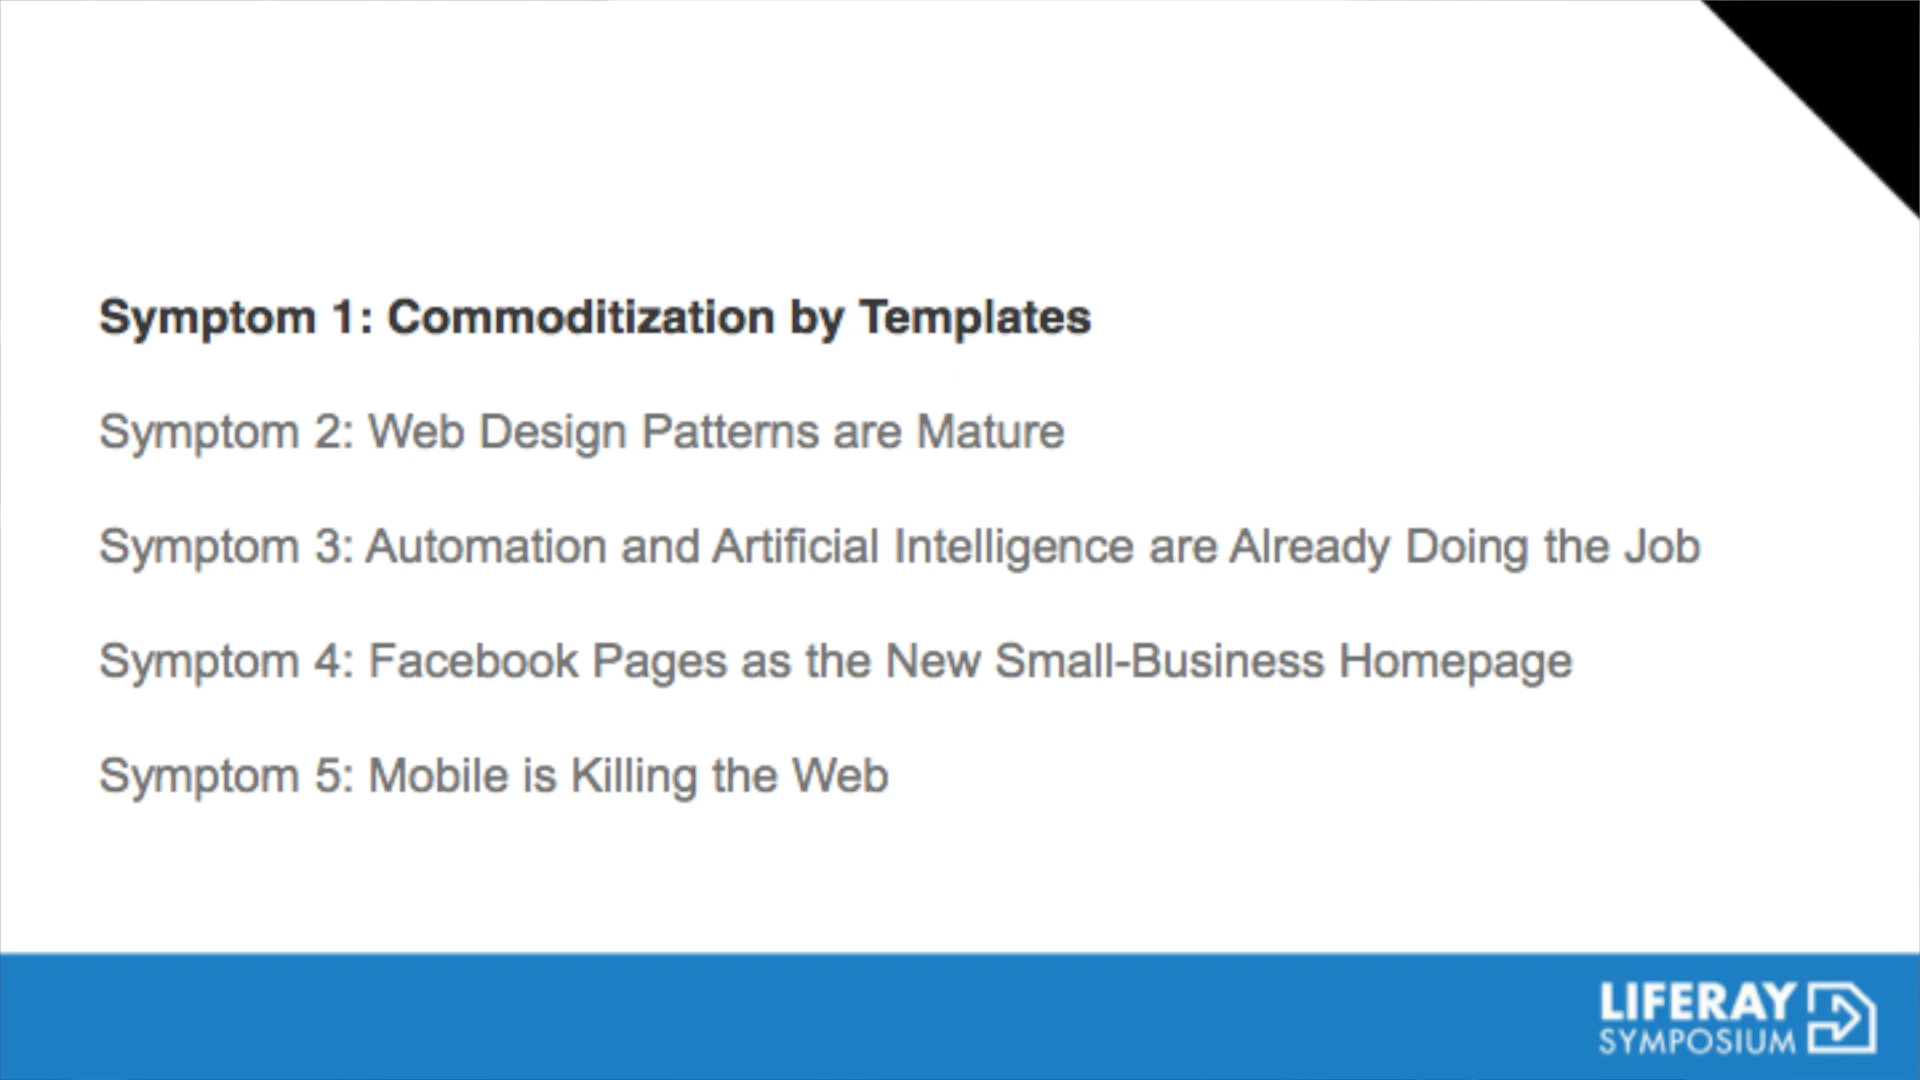 Symptom 1: Commoditization by Templates
Symptom 2: Web Design Patterns are Mature
Symptom 3: Automation and Artificial Intelligence are Already Doing the Job
Symptom 4: Facebook Pages as the New Small-Business Homepage
Symptom 5: Mobile is Killing the Web
LIFERAY
SYMPOSIUM